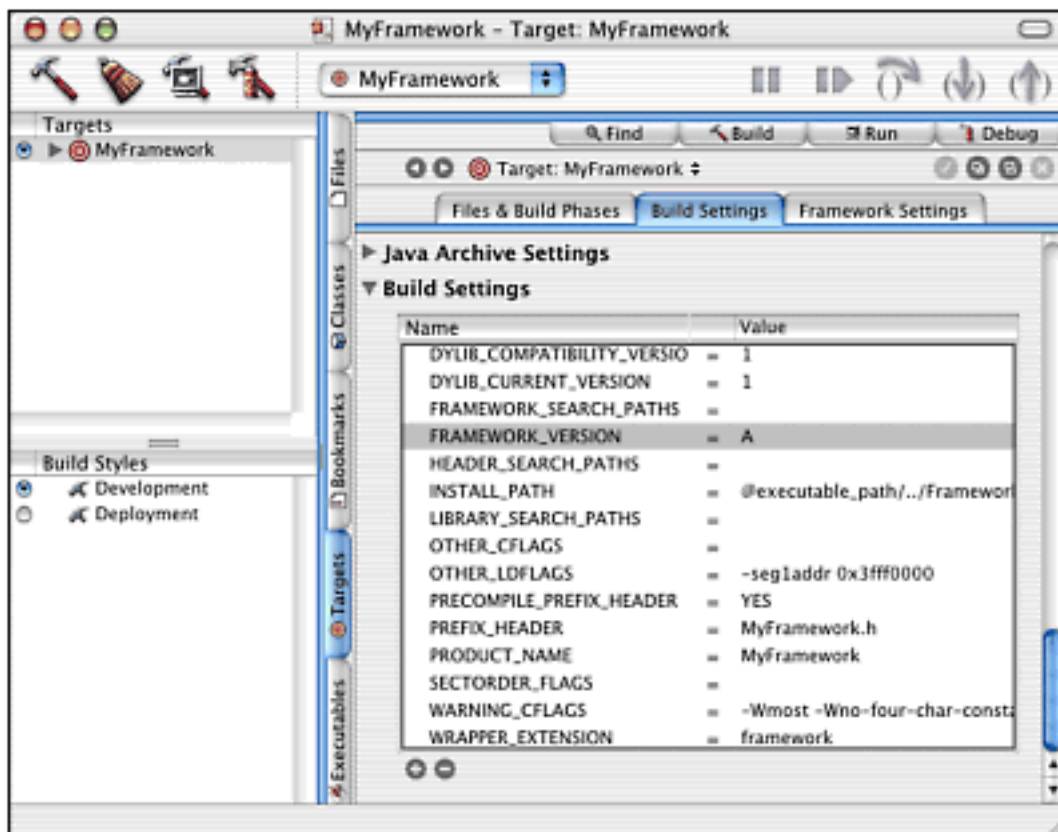 MyFramework - Target: MyFramework
MyFramework
Targets
MyFramework
Build Styles
Development
Deployment
Files
Classes
Bookmarks
Targets
Executables
Find
Build
Run
Debug
Target: MyFramework
Files & Build Phases
Build Settings
Framework Settings
Java Archive Settings
Build Settings
Name Value
DYLIB_COMPATIBILITY_VERSIO = 1
DYLIB_CURRENT_VERSION = 1
FRAMEWORK_SEARCH_PATHS =
FRAMEWORK_VERSION = A
HEADER_SEARCH_PATHS =
INSTALL_PATH = @executable_path/../Framework
LIBRARY_SEARCH_PATHS =
OTHER_CFLAGS =
OTHER_LDFLAGS = -seg1addr 0x3fff0000
PRECOMPILE_PREFIX_HEADER = YES
PREFIX_HEADER = MyFramework.h
PRODUCT_NAME = MyFramework
SECTORDER_FLAGS =
WARNING_CFLAGS = -Wmost -Wno-four-char-consta
WRAPPER_EXTENSION = framework